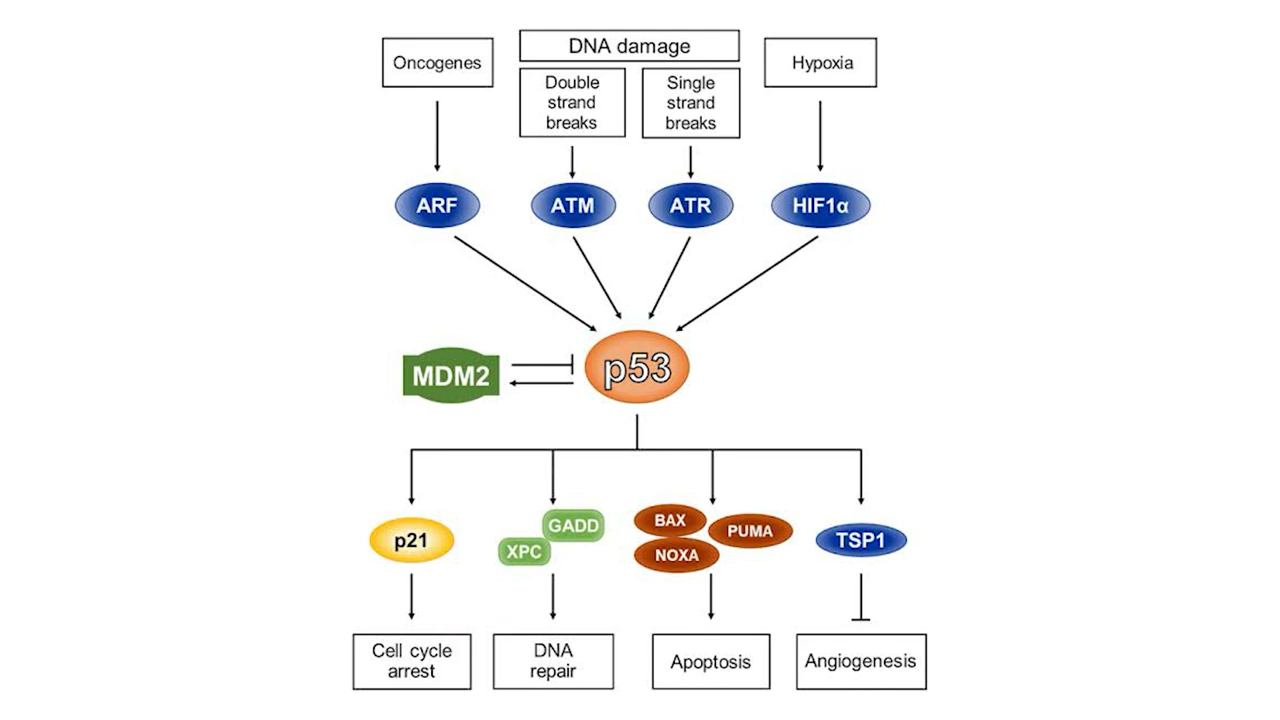 Oncogenes
DNA damage
Hypoxia
Double
strand
breaks
Single
strand
breaks
ARF
ATM
ATR
HIF1α
MDM2
p53
p21
GADD
XPC
BAX
PUMA
NOXA
TSP1
Cell cycle
arrest
DNA
repair
Apoptosis
Angiogenesis